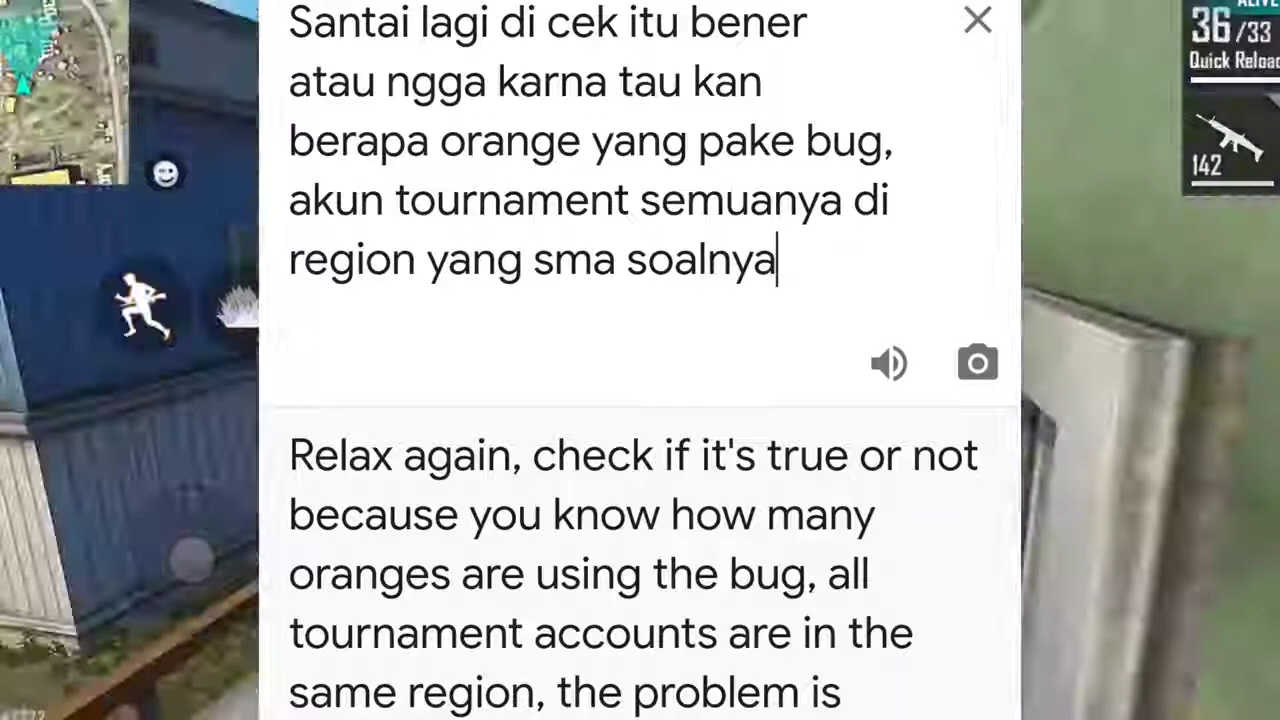 Santai lagi di cek itu bener
atau ngga karna tau kan
berapa orange yang pake bug,
akun tournament semuanya di
region yang sma soalnya
Relax again, check if it's true or not
because you know how many
oranges are using the bug, all
tournament accounts are in the
same region, the problem is
ALIVE
36/33
Quick Reload
142